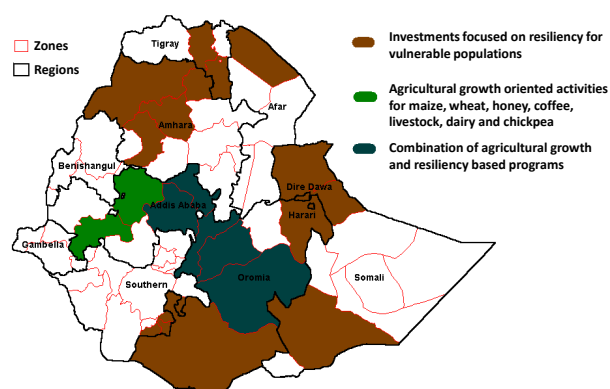 Zones
Regions
Investments focused on resiliency for
vulnerable populations
Agricultural growth oriented activities
for maize, wheat, honey, coffee,
livestock, dairy and chickpea
Combination of agricultural growth
and resiliency based programs
Tigray
Afar
Amhara
Benishangul
Dire Dawa
Addis Ababa
Harari
Gambella
Somali
Oromia
Southern